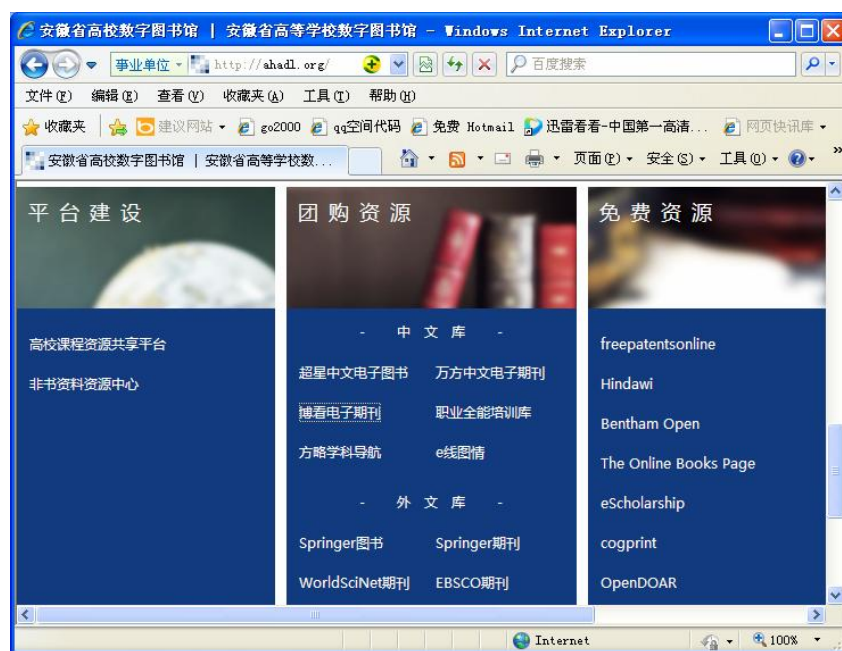 安徽省高校数字图书馆 | 安徽省高等学校数字图书馆 - Windows Internet Explorer
事业单位 http://ahadl.org/ 百度搜索
文件(F) 编辑(E) 查看(V) 收藏夹(A) 工具(T) 帮助(H)
收藏夹 建议网站 go2000 qq空间代码 免费 Hotmail 迅雷看看-中国第一高清... 网页快讯库
安徽省高校数字图书馆 | 安徽省高等学校数... 页面(P) 安全(S) 工具(O) »
平台建设
高校课程资源共享平台
非书资料资源中心
团购资源
- 中文库 -
超星中文电子图书 万方中文电子期刊
博看电子期刊 职业全能培训库
方略学科导航 e线图情
- 外文库 -
Springer图书 Springer期刊
WorldSciNet期刊 EBSCO期刊
免费资源
freepatentsonline
Hindawi
Bentham Open
The Online Books Page
eScholarship
cogprint
OpenDOAR
Internet 100%